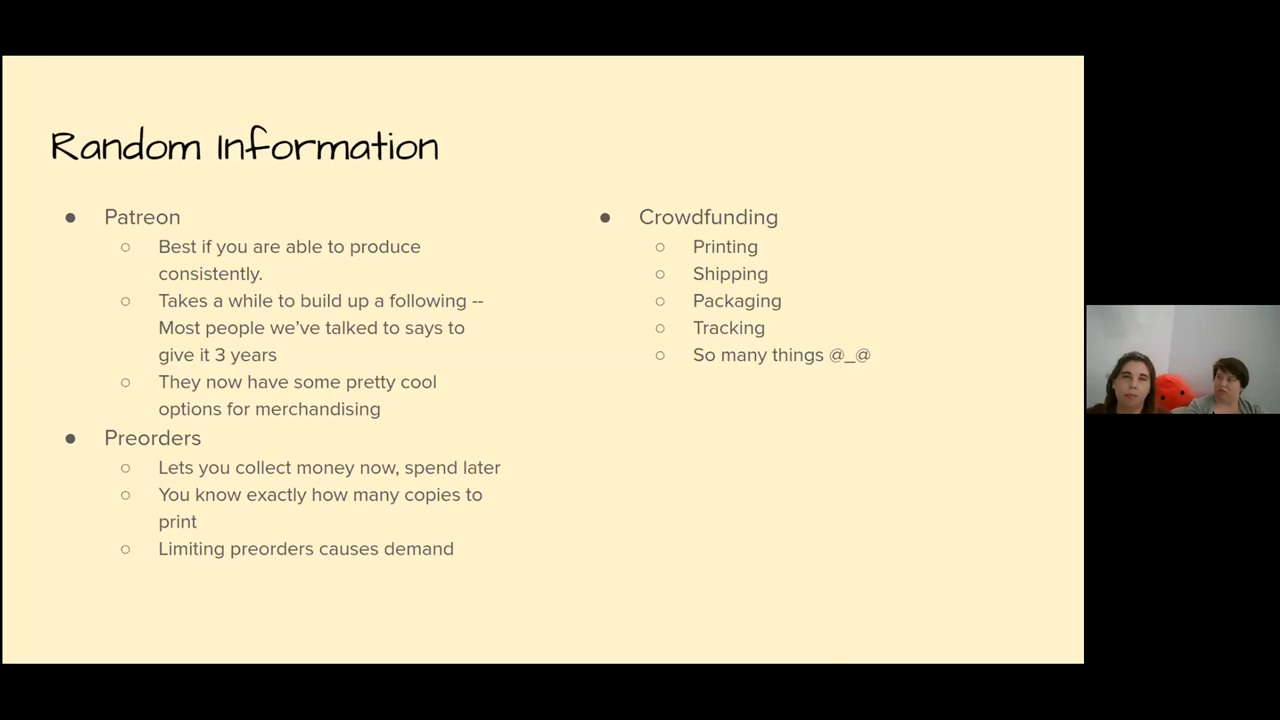 Random Information
● Patreon
○ Best if you are able to produce
consistently.
○ Takes a while to build up a following --
Most people we’ve talked to says to
give it 3 years
○ They now have some pretty cool
options for merchandising
● Preorders
○ Lets you collect money now, spend later
○ You know exactly how many copies to
print
○ Limiting preorders causes demand
● Crowdfunding
○ Printing
○ Shipping
○ Packaging
○ Tracking
○ So many things @_@